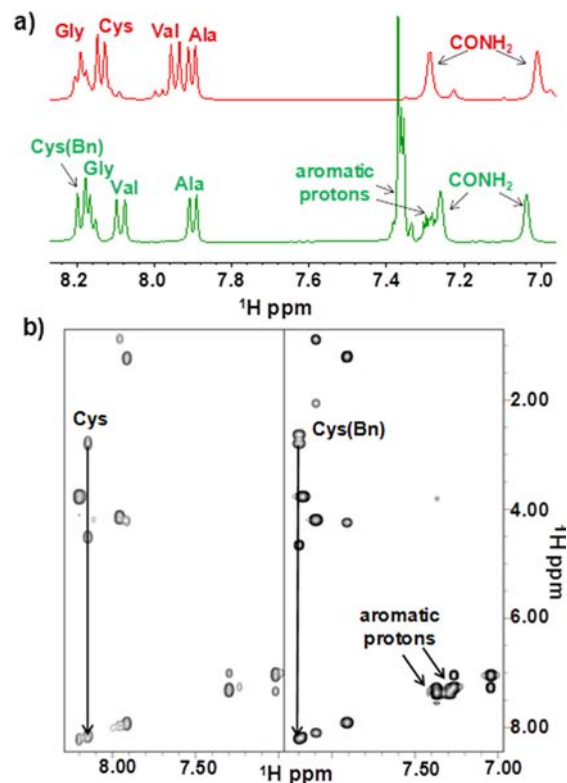 a)
Gly Cys Val Ala CONH₂
Cys(Bn)
Gly
Val Ala aromatic protons CONH₂
8.2 8.0 7.8 7.6 7.4 7.2 7.0
¹H ppm
b)
Cys Cys(Bn)
2.00
4.00
¹H ppm
6.00
aromatic
protons
8.00
8.00 7.50 7.50 7.00
¹H ppm ¹H ppm